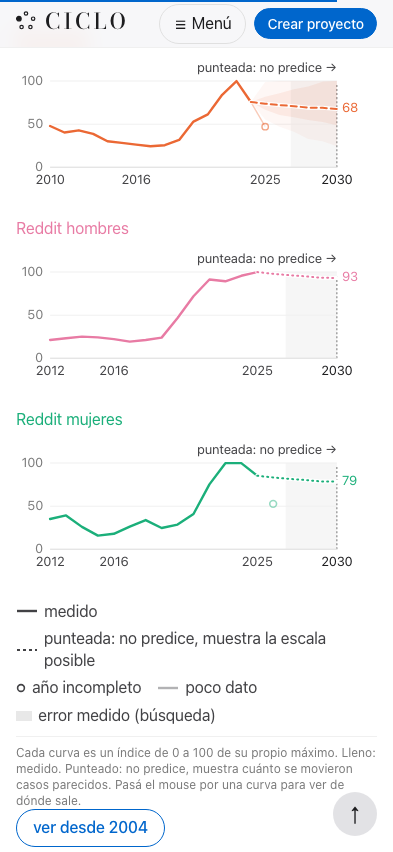 CICLO
≡ Menú
Crear proyecto
punteada: no predice →
100
50
0
68
2010
2016
2025
2030
Reddit hombres
punteada: no predice →
100
50
0
93
2012
2016
2025
2030
Reddit mujeres
punteada: no predice →
100
50
0
79
2012
2016
2025
2030
medido
punteada: no predice, muestra la escala
posible
año incompleto
poco dato
error medido (búsqueda)
Cada curva es un índice de 0 a 100 de su propio máximo. Lleno:
medido. Punteado: no predice, muestra cuánto se movieron
casos parecidos. Pasá el mouse por una curva para ver de
dónde sale.
ver desde 2004
↑